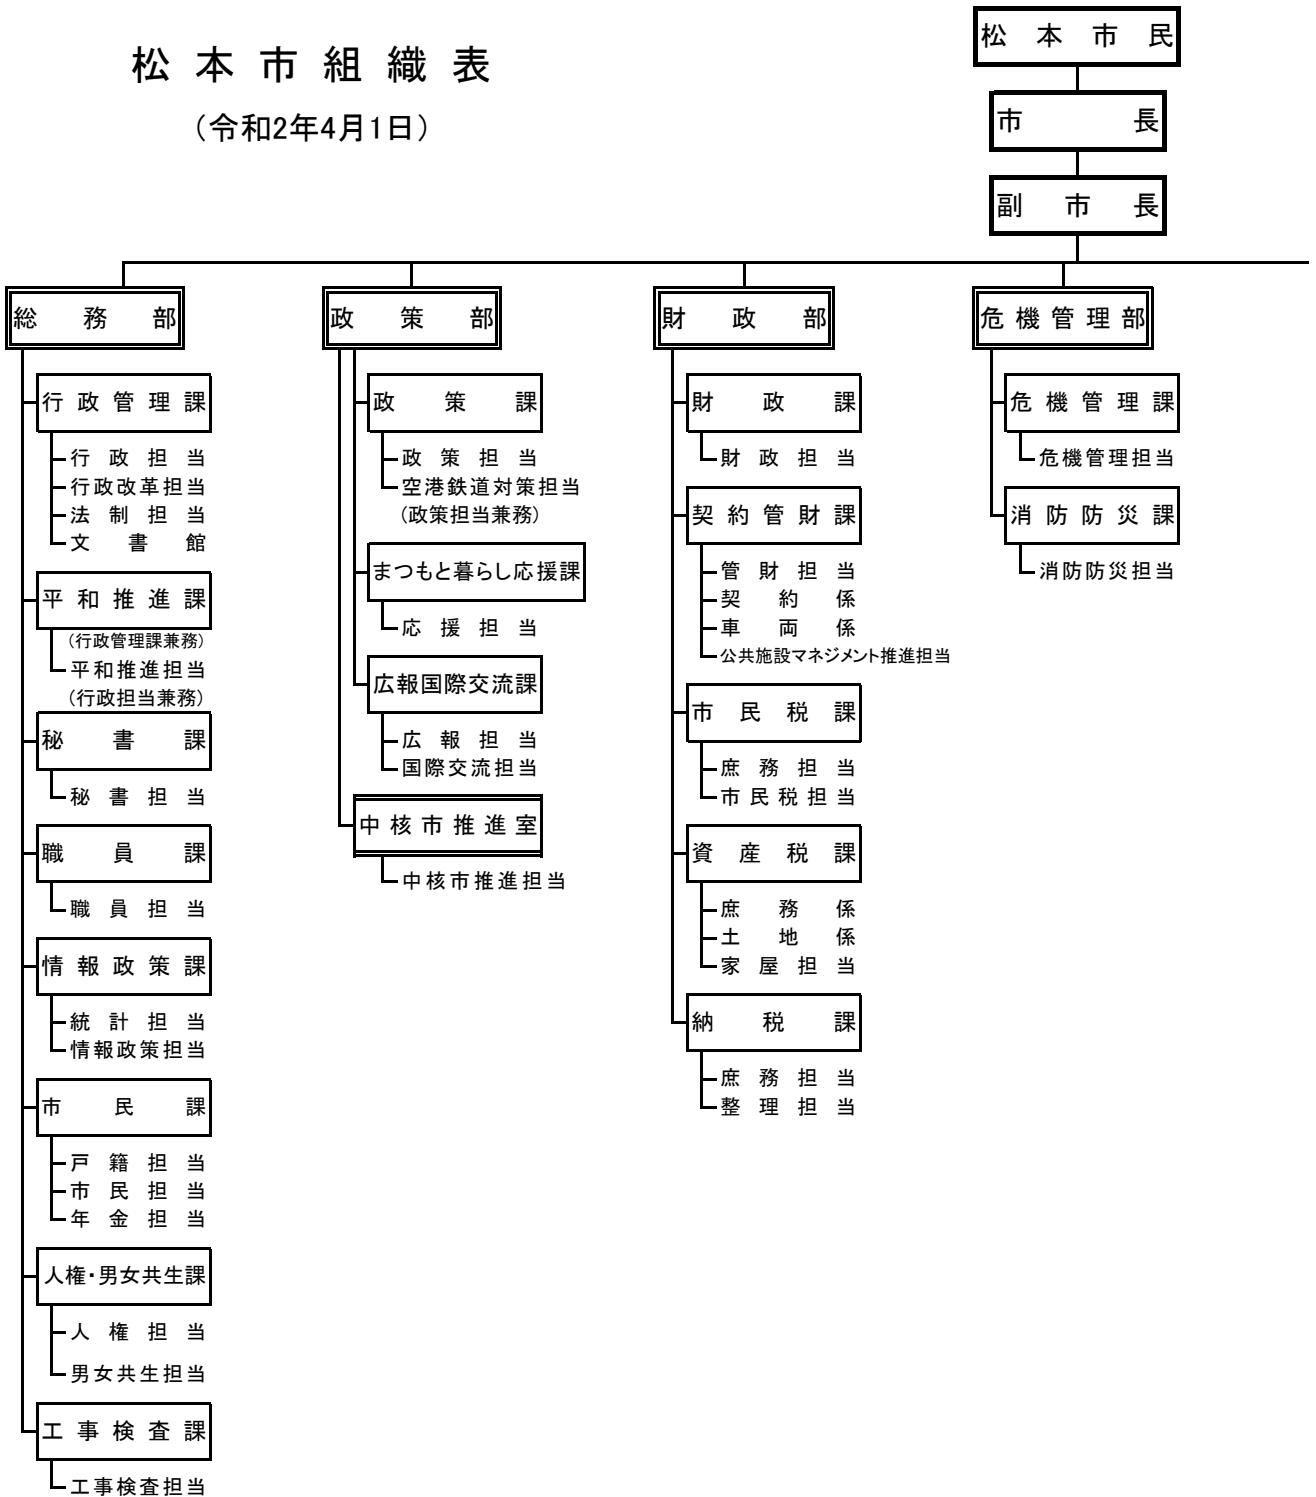 松本市組織表
（令和2年4月1日）
松本市民
市長
副市長
総務部
行政管理課
行政担当
行政改革担当
法制担当
文書館
平和推進課
（行政管理課兼務）
平和推進担当
（行政担当兼務）
秘書課
秘書担当
職員課
職員担当
情報政策課
統計担当
情報政策担当
市民課
戸籍担当
市民担当
年金担当
人権・男女共生課
人権担当
男女共生担当
工事検査課
工事検査担当
政策部
政策課
政策担当
空港鉄道対策担当
（政策担当兼務）
まつもと暮らし応援課
応援担当
広報国際交流課
広報担当
国際交流担当
中核市推進室
中核市推進担当
財政部
財政課
財政担当
契約管財課
管財担当
契約係
車両係
公共施設マネジメント推進担当
市民税課
庶務担当
市民税担当
資産税課
庶務係
土地係
家屋担当
納税課
庶務担当
整理担当
危機管理部
危機管理課
危機管理担当
消防防災課
消防防災担当